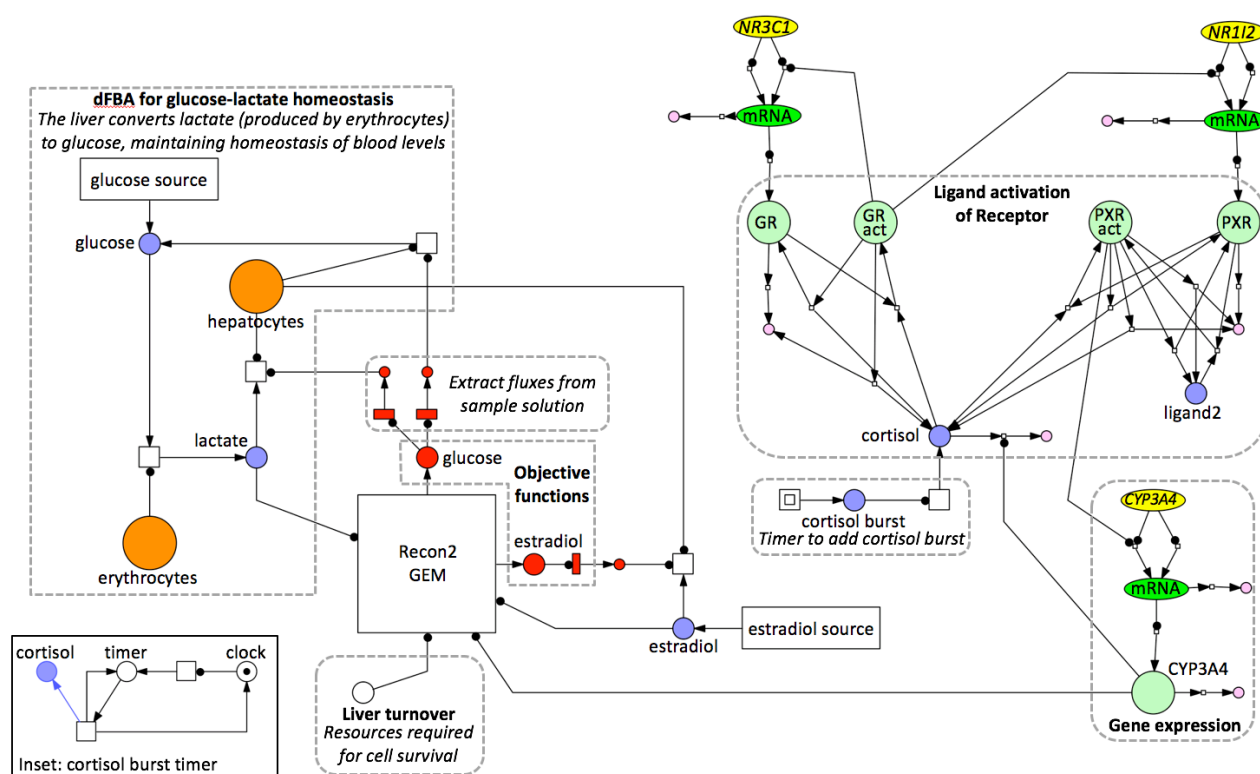 NR3C1
NR1I2
mRNA
mRNA
dFBA for glucose-lactate homeostasis
The liver converts lactate (produced by erythrocytes)
to glucose, maintaining homeostasis of blood levels
glucose source
glucose
hepatocytes
Ligand activation
of Receptor
GR
GR
act
PXR
act
PXR
ligand2
cortisol
Extract fluxes from
sample solution
lactate
glucose
Objective
functions
erythrocytes
Recon2
GEM
estradiol
cortisol burst
Timer to add cortisol burst
CYP3A4
mRNA
CYP3A4
Gene expression
estradiol
estradiol source
Liver turnover
Resources required
for cell survival
cortisol
timer
clock
Inset: cortisol burst timer